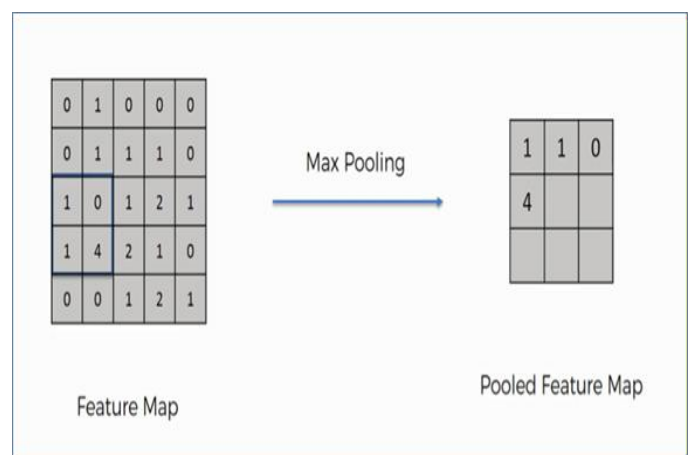 0 1 0 0 0
0 1 1 1 0
1 0 1 2 1
1 4 2 1 0
0 0 1 2 1
Feature Map
Max Pooling
1 1 0
4
Pooled Feature Map